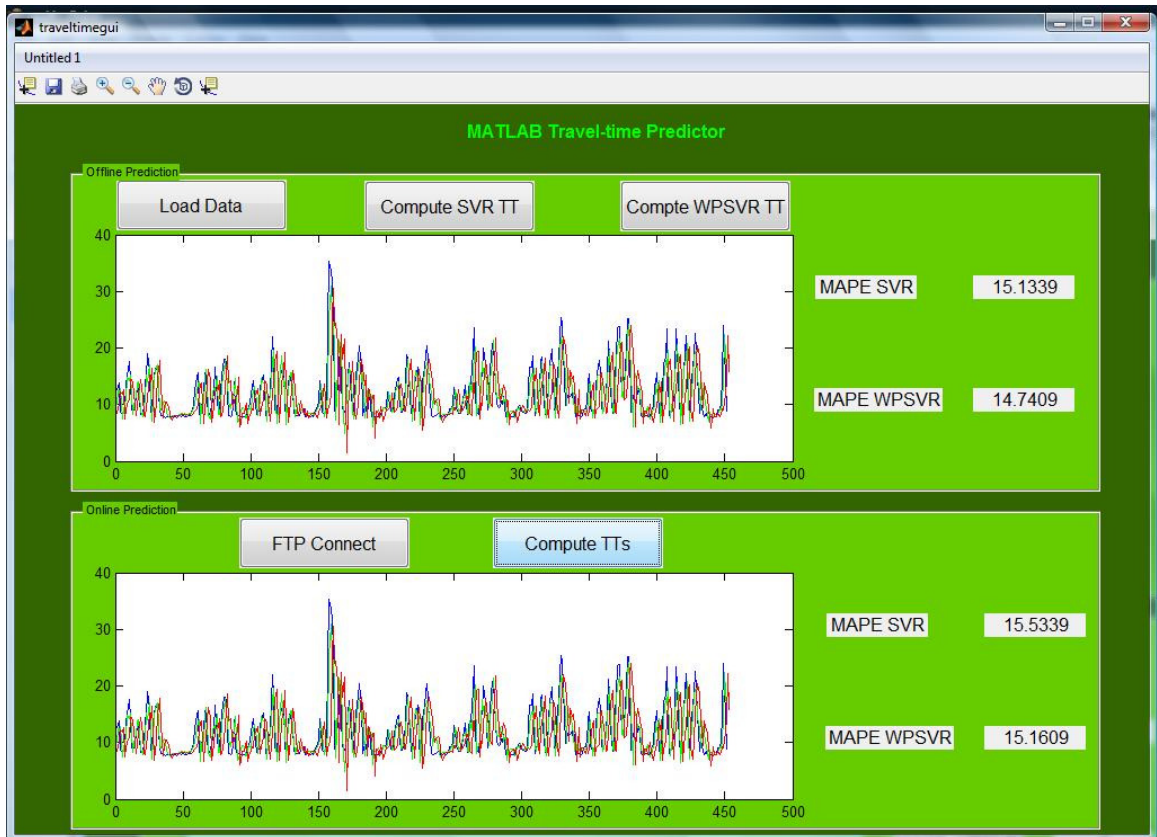 traveltimegui
Untitled 1
MATLAB Travel-time Predictor
Offline Prediction
Load Data
Compute SVR TT
Compte WPSVR TT
40
30
20
10
0
0 50 100 150 200 250 300 350 400 450 500
MAPE SVR 15.1339
MAPE WPSVR 14.7409
Online Prediction
FTP Connect
Compute TTs
40
30
20
10
0
0 50 100 150 200 250 300 350 400 450 500
MAPE SVR 15.5339
MAPE WPSVR 15.1609